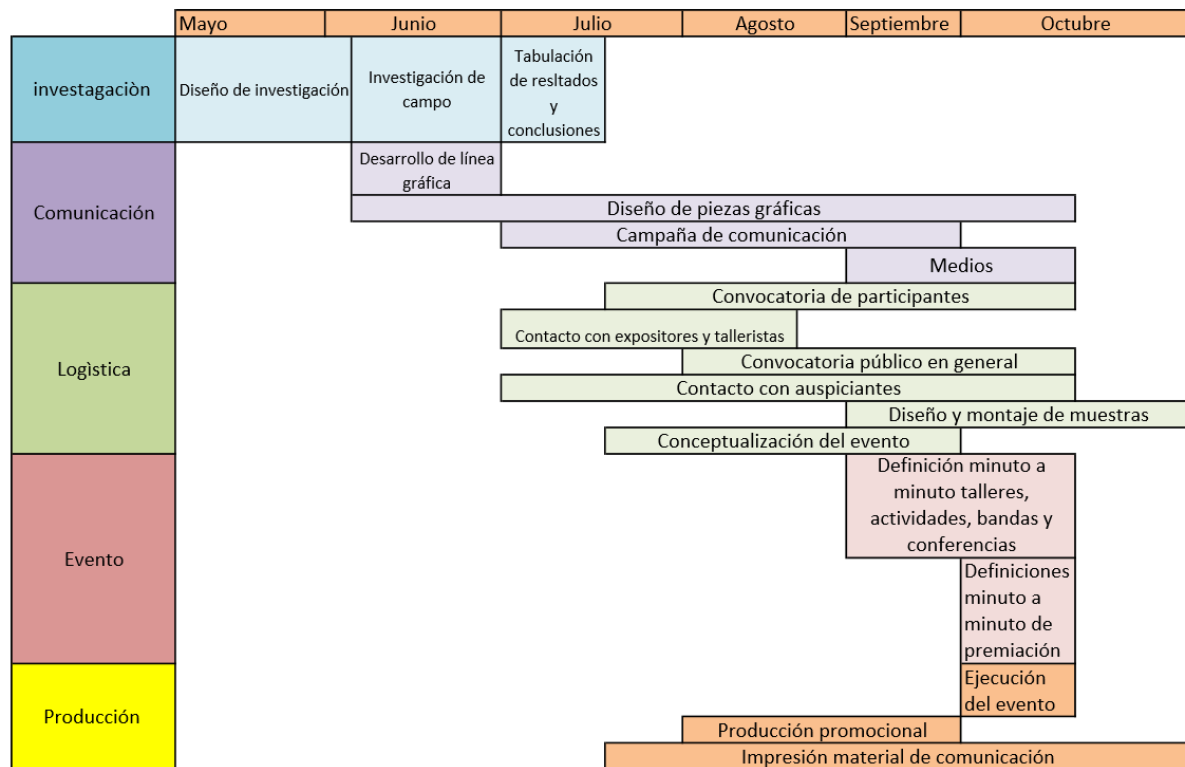 Mayo Junio Julio Agosto Septiembre Octubre
investagaciòn
Diseño de investigación
Investigación de
campo
Tabulación
de resltados
y
conclusiones
Comunicación
Desarrollo de línea
gráfica
Diseño de piezas gráficas
Campaña de comunicación
Medios
Logìstica
Convocatoria de participantes
Contacto con expositores y talleristas
Convocatoria público en general
Contacto con auspiciantes
Diseño y montaje de muestras
Conceptualización del evento
Evento
Definición minuto a
minuto talleres,
actividades, bandas y
conferencias
Definiciones
minuto a
minuto de
premiación
Producción
Ejecución
del evento
Producción promocional
Impresión material de comunicación